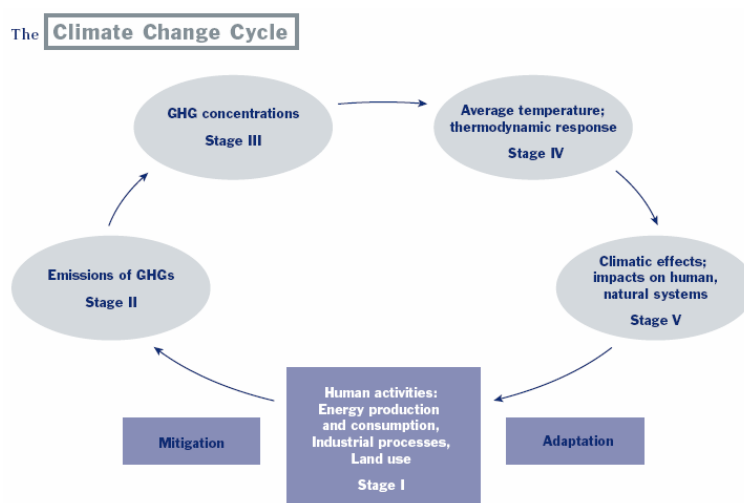 The Climate Change Cycle
GHG concentrations
Stage III
Average temperature;
thermodynamic response
Stage IV
Emissions of GHGs
Stage II
Climatic effects;
impacts on human,
natural systems
Stage V
Human activities:
Energy production
and consumption,
Industrial processes,
Land use
Stage I
Mitigation
Adaptation